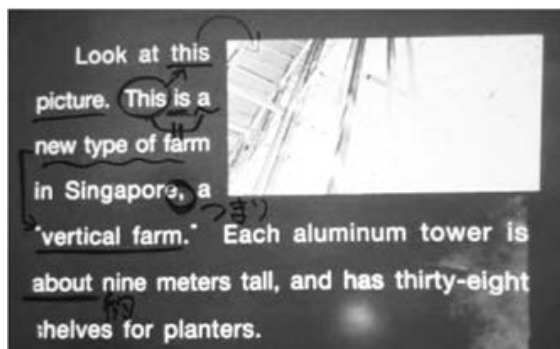 Look at this
picture. This is a
new type of farm
in Singapore, a
つまり
"vertical farm." Each aluminum tower is
about nine meters tall, and has thirty-eight
約
shelves for planters.